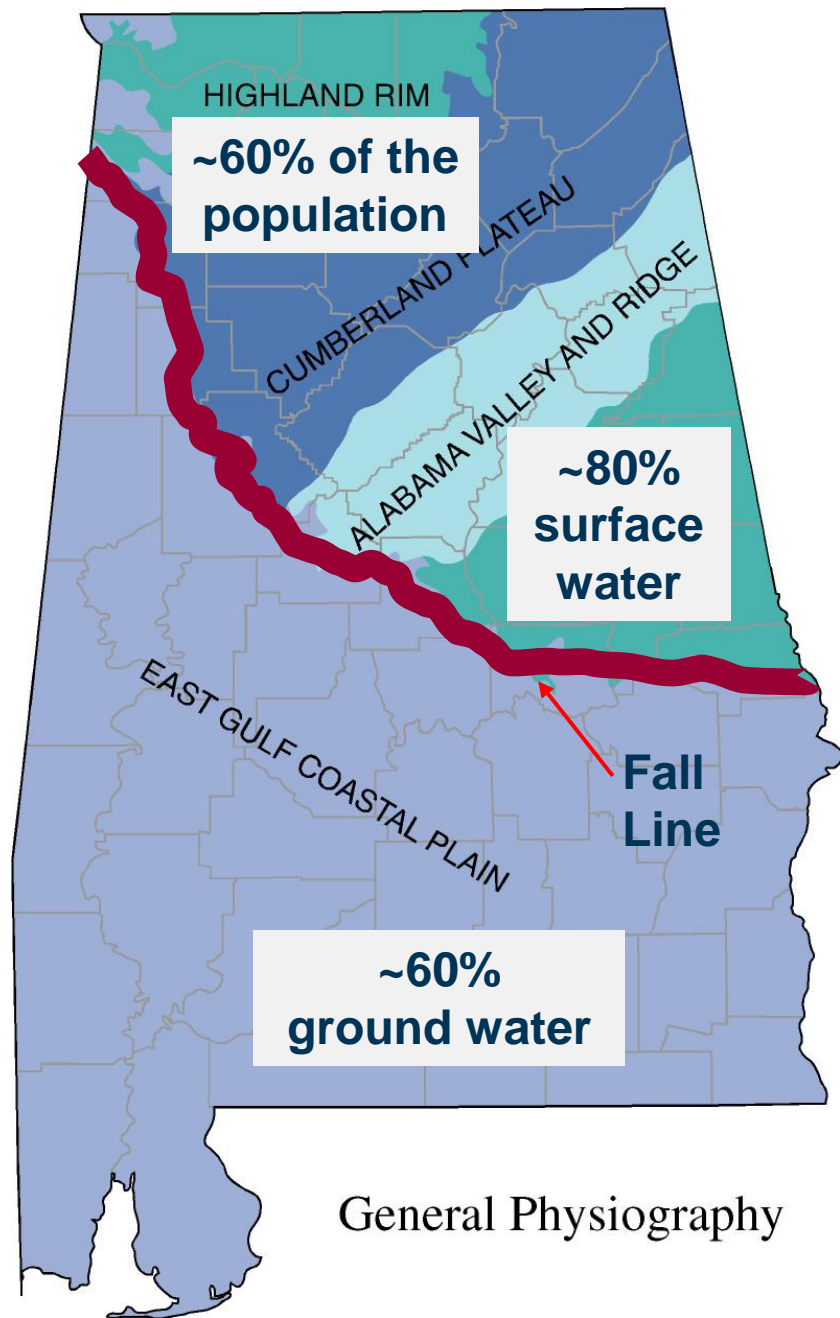 HIGHLAND RIM
~60% of the
population
CUMBERLAND PLATEAU
ALABAMA VALLEY AND RIDGE
~80%
surface
water
EAST GULF COASTAL PLAIN
Fall
Line
~60%
ground water
General Physiography